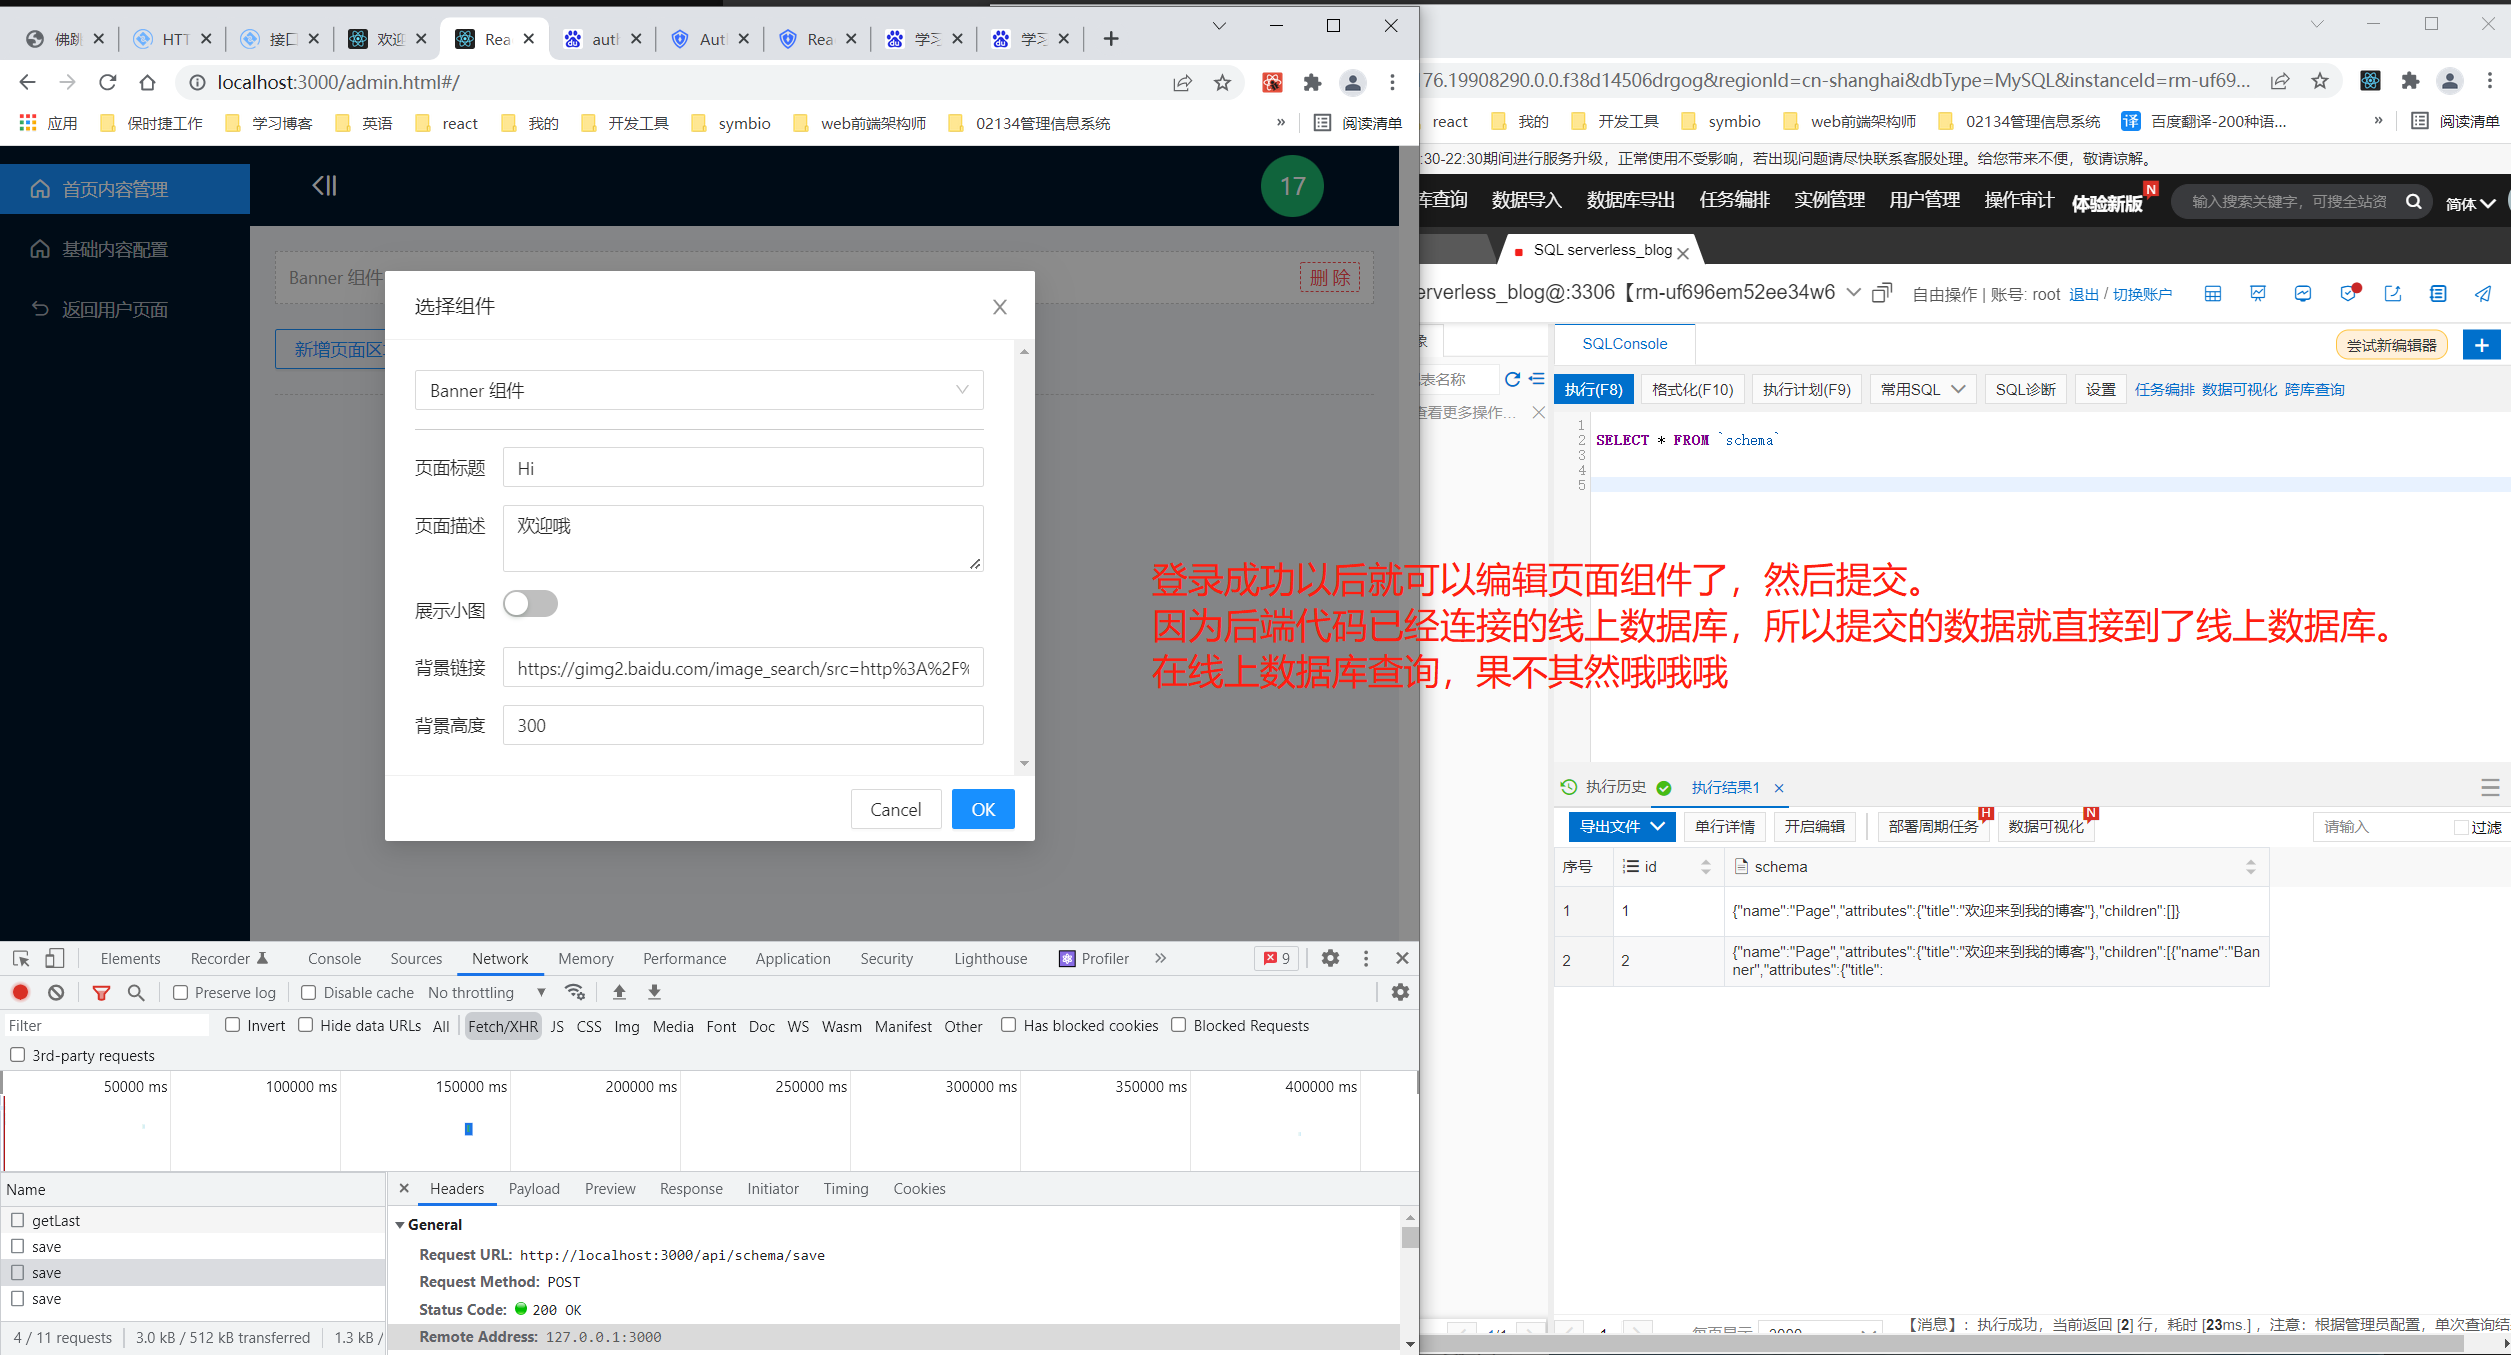 佛跳
HTT
接口
欢迎
Rea
auth
Aut
Rea
学习
学习
localhost:3000/admin.html#/
应用
保时捷工作
学习博客
英语
react
我的
开发工具
symbio
web前端架构师
02134管理信息系统
»
阅读清单
首页内容管理
基础内容配置
返回用户页面
17
Banner 组件
删 除
新增页面区
选择组件
Banner 组件
页面标题
Hi
页面描述
欢迎哦
展示小图
背景链接
https://gimg2.baidu.com/image_search/src=http%3A%2F%
背景高度
300
Cancel
OK
登录成功以后就可以编辑页面组件了，然后提交。
因为后端代码已经连接的线上数据库，所以提交的数据就直接到了线上数据库。
在线上数据库查询，果不其然哦哦哦
Elements
Recorder
Console
Sources
Network
Memory
Performance
Application
Security
Lighthouse
Profiler
»
9
Preserve log
Disable cache
No throttling
Filter
Invert
Hide data URLs
All
Fetch/XHR
JS
CSS
Img
Media
Font
Doc
WS
Wasm
Manifest
Other
Has blocked cookies
Blocked Requests
3rd-party requests
50000 ms
100000 ms
150000 ms
200000 ms
250000 ms
300000 ms
350000 ms
400000 ms
Name
getLast
save
save
save
4 / 11 requests
3.0 kB / 512 kB transferred
1.3 kB /
Headers
Payload
Preview
Response
Initiator
Timing
Cookies
General
Request URL: http://localhost:3000/api/schema/save
Request Method: POST
Status Code: 200 OK
Remote Address: 127.0.0.1:3000
76.19908290.0.0.f38d14506drgog&regionId=cn-shanghai&dbType=MySQL&instanceId=rm-uf69...
react
我的
开发工具
symbio
web前端架构师
02134管理信息系统
译
百度翻译-200种语...
»
阅读清单
:30-22:30期间进行服务升级，正常使用不受影响，若出现问题请尽快联系客服处理。给您带来不便，敬请谅解。
库查询
数据导入
数据库导出
任务编排
实例管理
用户管理
操作审计
体验新版
N
输入搜索关键字，可搜全站资
简体
SQL serverless_blog
erverless_blog@:3306【rm-uf696em52ee34w6
自由操作 | 账号: root 退出 / 切换账户
象
SQLConsole
尝试新编辑器
表名称
查看更多操作...
执行(F8)
格式化(F10)
执行计划(F9)
常用SQL
SQL诊断
设置
任务编排
数据可视化
跨库查询
1
2 SELECT * FROM `schema`
3
4
5
执行历史
执行结果1
导出文件
单行详情
开启编辑
部署周期任务
H
数据可视化
N
请输入
过滤
序号
id
schema
1
1
{"name":"Page","attributes":{"title":"欢迎来到我的博客"},"children":[]}
2
2
{"name":"Page","attributes":{"title":"欢迎来到我的博客"},"children":[{"name":"Ban
ner","attributes":{"title":
【消息】：执行成功，当前返回 [2] 行，耗时 [23ms.] ，注意：根据管理员配置，单次查询结